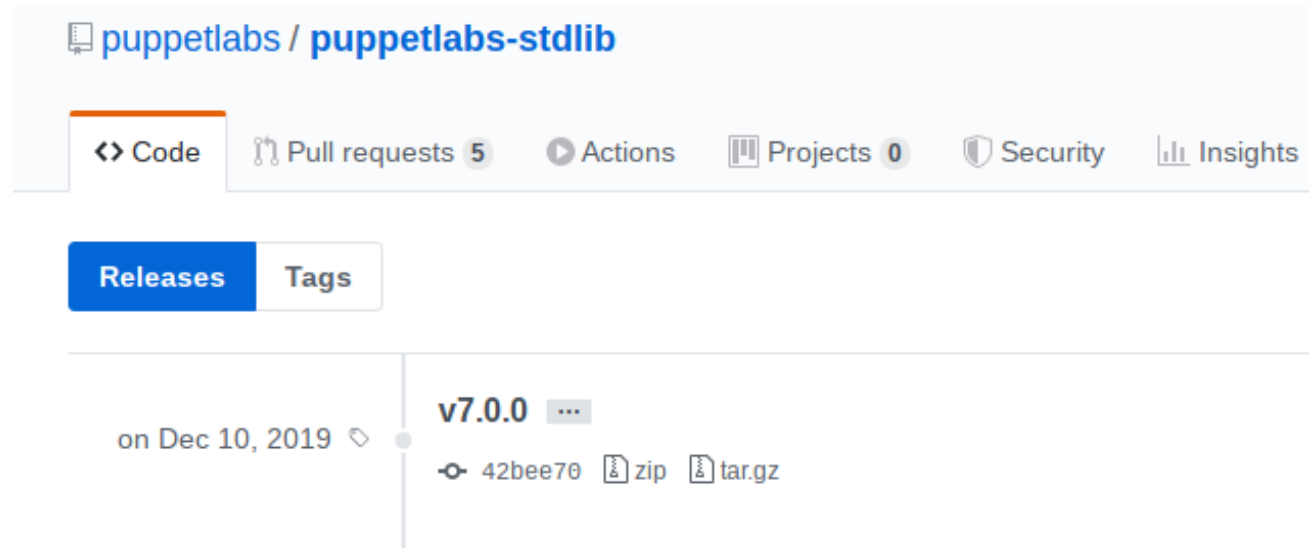 puppetlabs / puppetlabs-stdlib
<> Code Pull requests 5 Actions Projects 0 Security Insights
Releases Tags
v7.0.0 ...
on Dec 10, 2019
42bee70 zip tar.gz